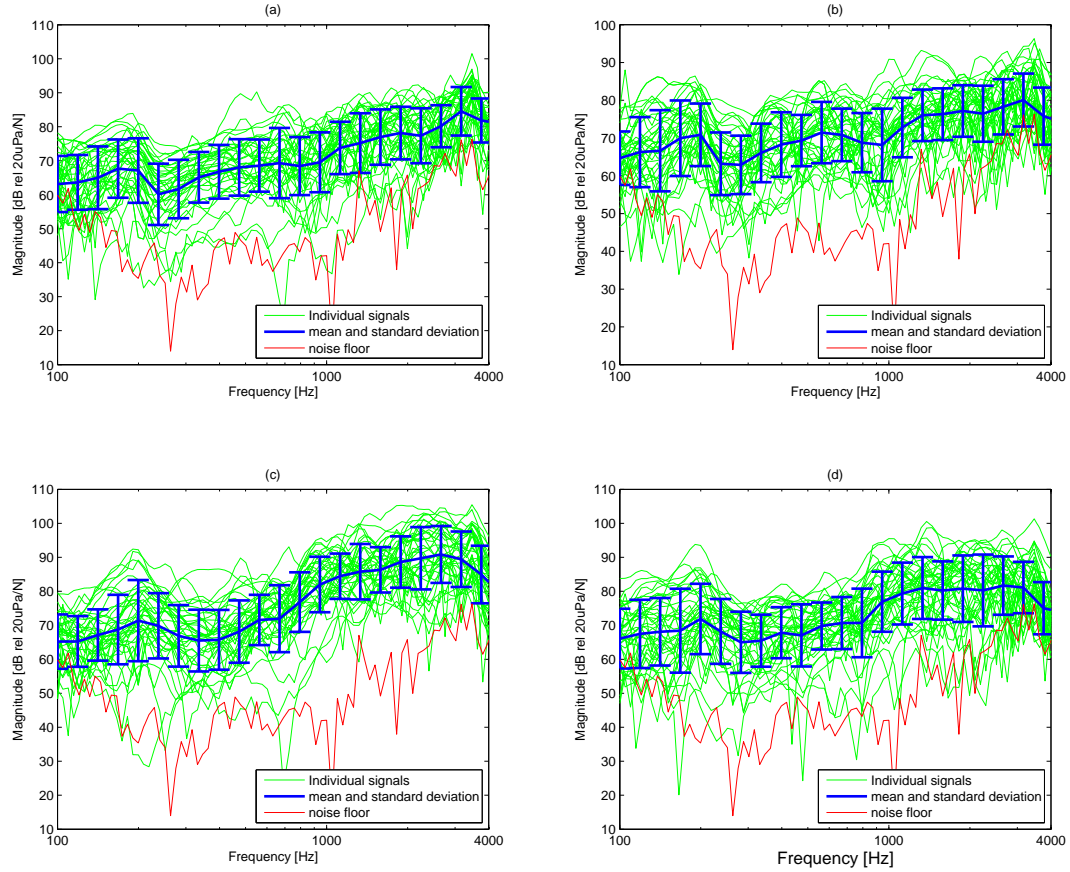 (a)
110
100
90
80
70
60
50
40
30
20
10
Magnitude [dB rel 20uPa/N]
100
1000
4000
Frequency [Hz]
Individual signals
mean and standard deviation
noise floor
(b)
100
90
80
70
60
50
40
30
20
10
Magnitude [dB rel 20uPa/N]
100
1000
4000
Frequency [Hz]
Individual signals
mean and standard deviation
noise floor
(c)
110
100
90
80
70
60
50
40
30
20
10
Magnitude [dB rel 20uPa/N]
100
1000
4000
Frequency [Hz]
Individual signals
mean and standard deviation
noise floor
(d)
110
100
90
80
70
60
50
40
30
20
10
Magnitude [dB rel 20uPa/N]
100
1000
4000
Frequency [Hz]
Individual signals
mean and standard deviation
noise floor